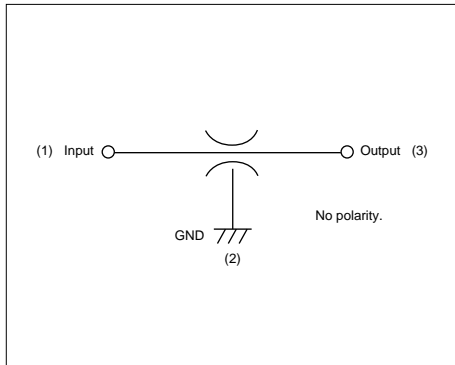 (1) Input Output (3)
No polarity.
GND
(2)